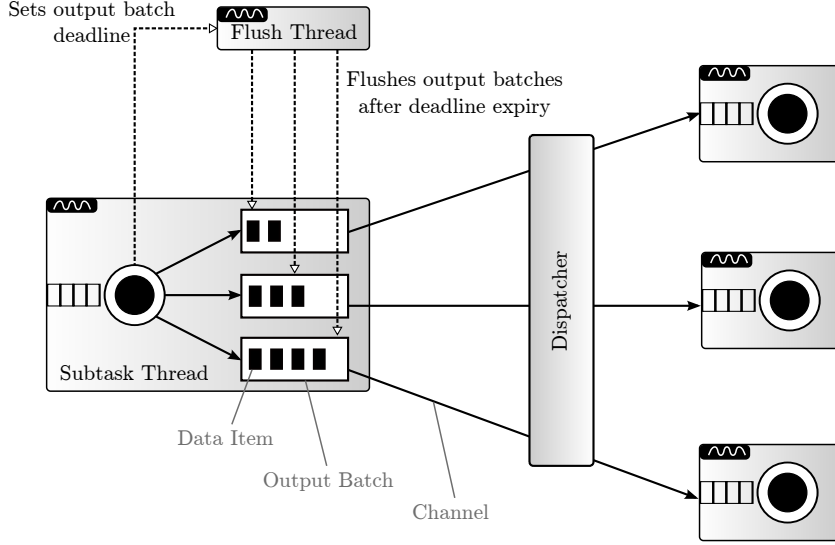 Sets output batch
deadline
Flush Thread
Flushes output batches
after deadline expiry
Dispatcher
Subtask Thread
Data Item
Output Batch
Channel